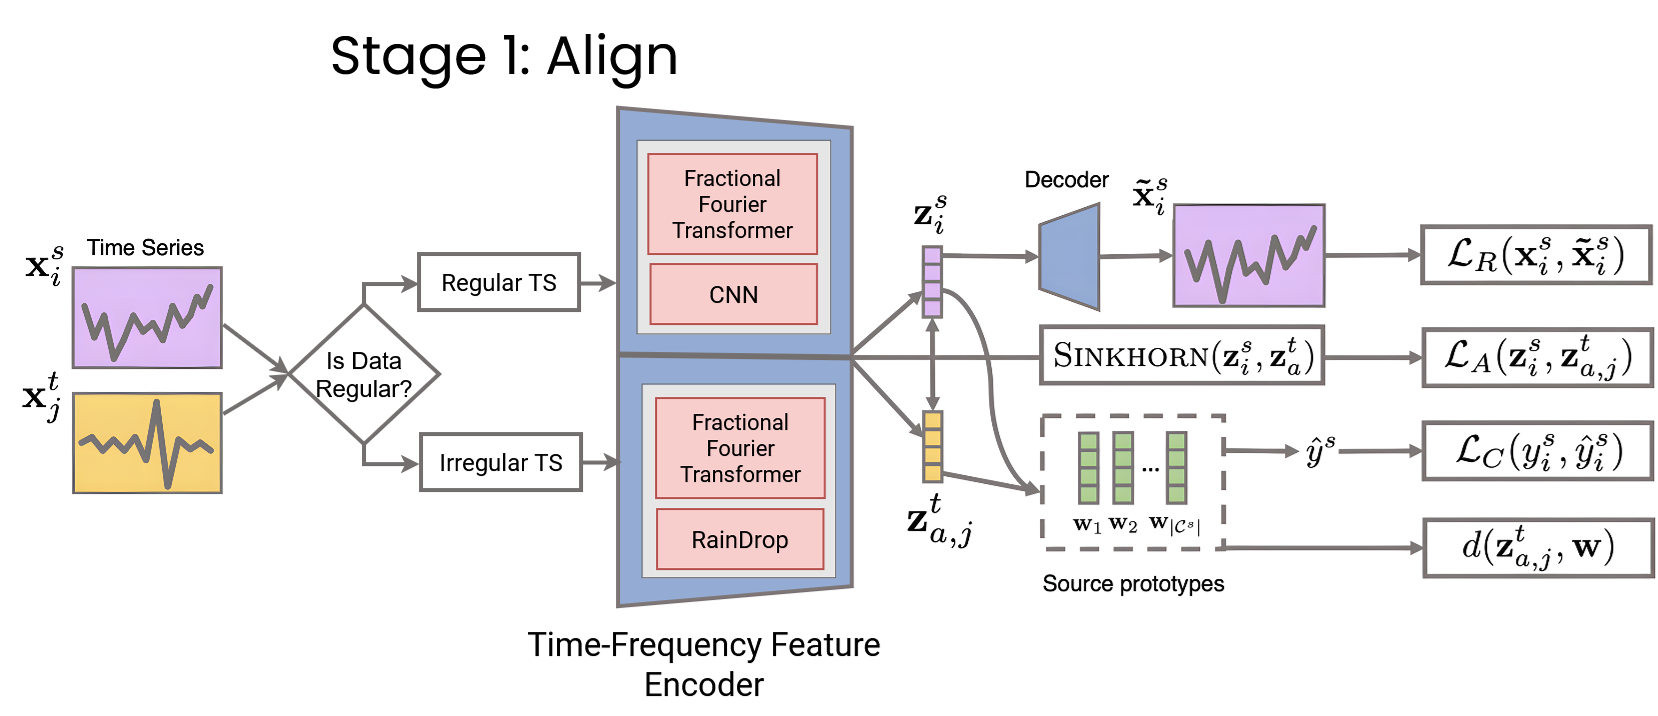 Stage 1: Align
Time Series
$\mathbf{x}_i^s$
$\mathbf{x}_j^t$
Is Data
Regular?
Regular TS
Irregular TS
Fractional
Fourier
Transformer
CNN
Fractional
Fourier
Transformer
RainDrop
Time-Frequency Feature
Encoder
$\mathbf{z}_i^s$
$\mathbf{z}_{a,j}^t$
Decoder
$\tilde{\mathbf{x}}_i^s$
$\mathcal{L}_R(\mathbf{x}_i^s, \tilde{\mathbf{x}}_i^s)$
SINKHORN$(\mathbf{z}_i^s, \mathbf{z}_a^t)$
$\mathcal{L}_A(\mathbf{z}_i^s, \mathbf{z}_{a,j}^t)$
...
$\mathbf{w}_1$ $\mathbf{w}_2$ $\mathbf{w}_{|\mathcal{C}^s|}$
Source prototypes
$\hat{y}^s$
$\mathcal{L}_C(y_i^s, \hat{y}_i^s)$
$d(\mathbf{z}_{a,j}^t, \mathbf{w})$